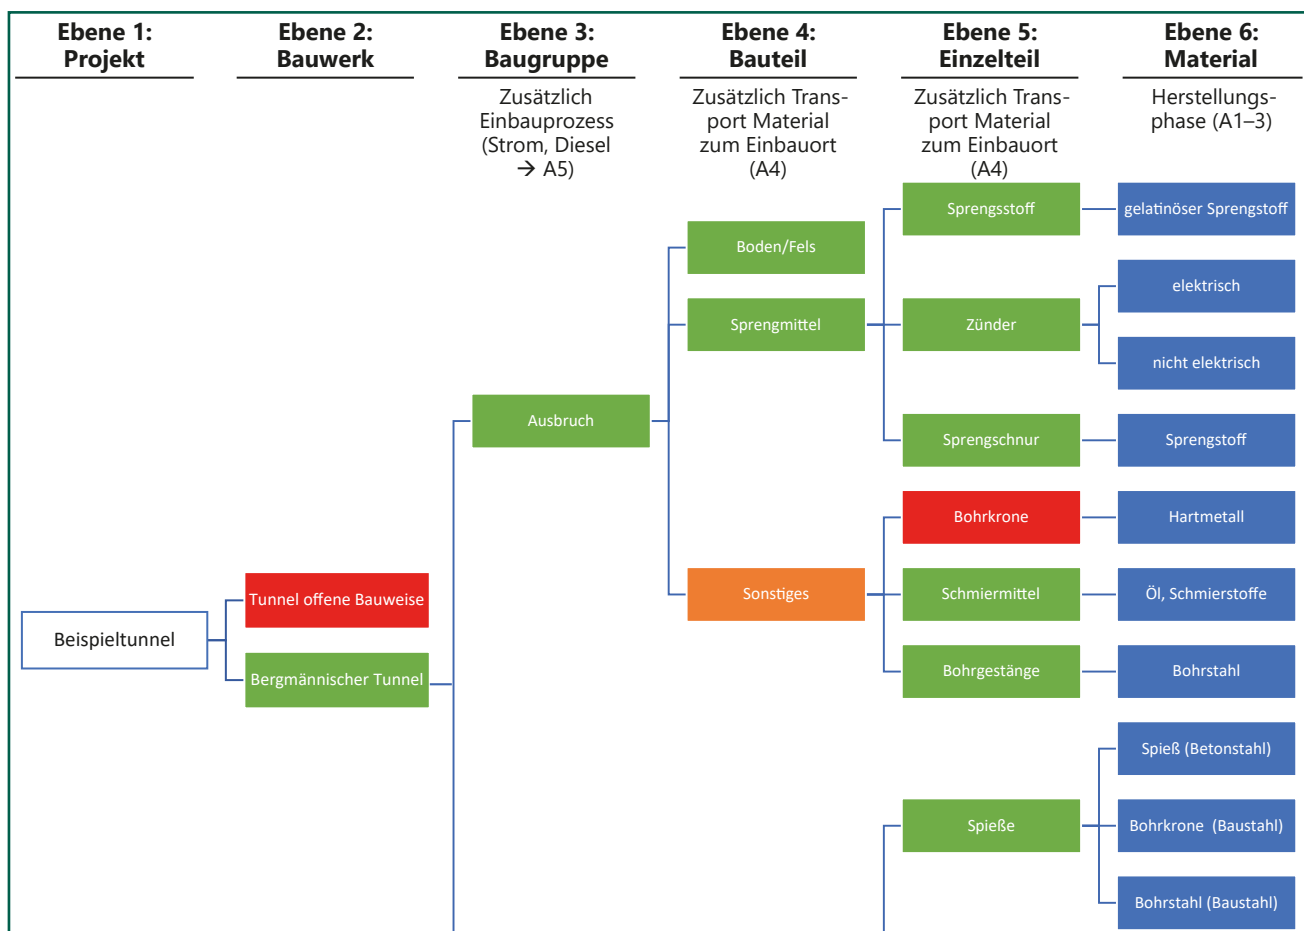 Ebene 1:
Projekt
Ebene 2:
Bauwerk
Ebene 3:
Baugruppe
Zusätzlich
Einbauprozess
(Strom, Diesel
→ A5)
Ebene 4:
Bauteil
Zusätzlich Trans-
port Material
zum Einbauort
(A4)
Ebene 5:
Einzelteil
Zusätzlich Trans-
port Material
zum Einbauort
(A4)
Ebene 6:
Material
Herstellungs-
phase (A1–3)
Beispieltunnel
Tunnel offene Bauweise
Bergmännischer Tunnel
Ausbruch
Boden/Fels
Sprengmittel
Sonstiges
Sprengsstoff
Zünder
Sprengschnur
Bohrkrone
Schmiermittel
Bohrgestänge
Spieße
gelatinöser Sprengstoff
elektrisch
nicht elektrisch
Sprengstoff
Hartmetall
Öl, Schmierstoffe
Bohrstahl
Spieß (Betonstahl)
Bohrkrone (Baustahl)
Bohrstahl (Baustahl)